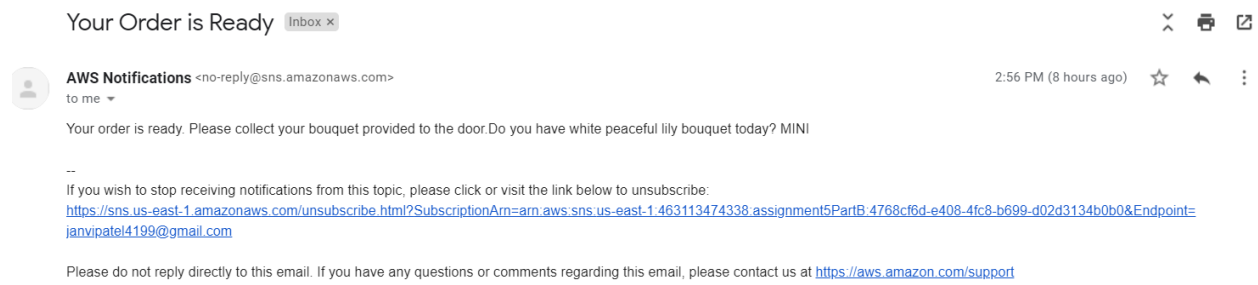 Your Order is Ready Inbox ×
AWS Notifications <no-reply@sns.amazonaws.com> 2:56 PM (8 hours ago)
to me
Your order is ready. Please collect your bouquet provided to the door.Do you have white peaceful lily bouquet today? MINI
--
If you wish to stop receiving notifications from this topic, please click or visit the link below to unsubscribe:
https://sns.us-east-1.amazonaws.com/unsubscribe.html?SubscriptionArn=arn:aws:sns:us-east-1:463113474338:assignment5PartB:4768cf6d-e408-4fc8-b699-d02d3134b0b0&Endpoint=
janvipatel4199@gmail.com
Please do not reply directly to this email. If you have any questions or comments regarding this email, please contact us at https://aws.amazon.com/support